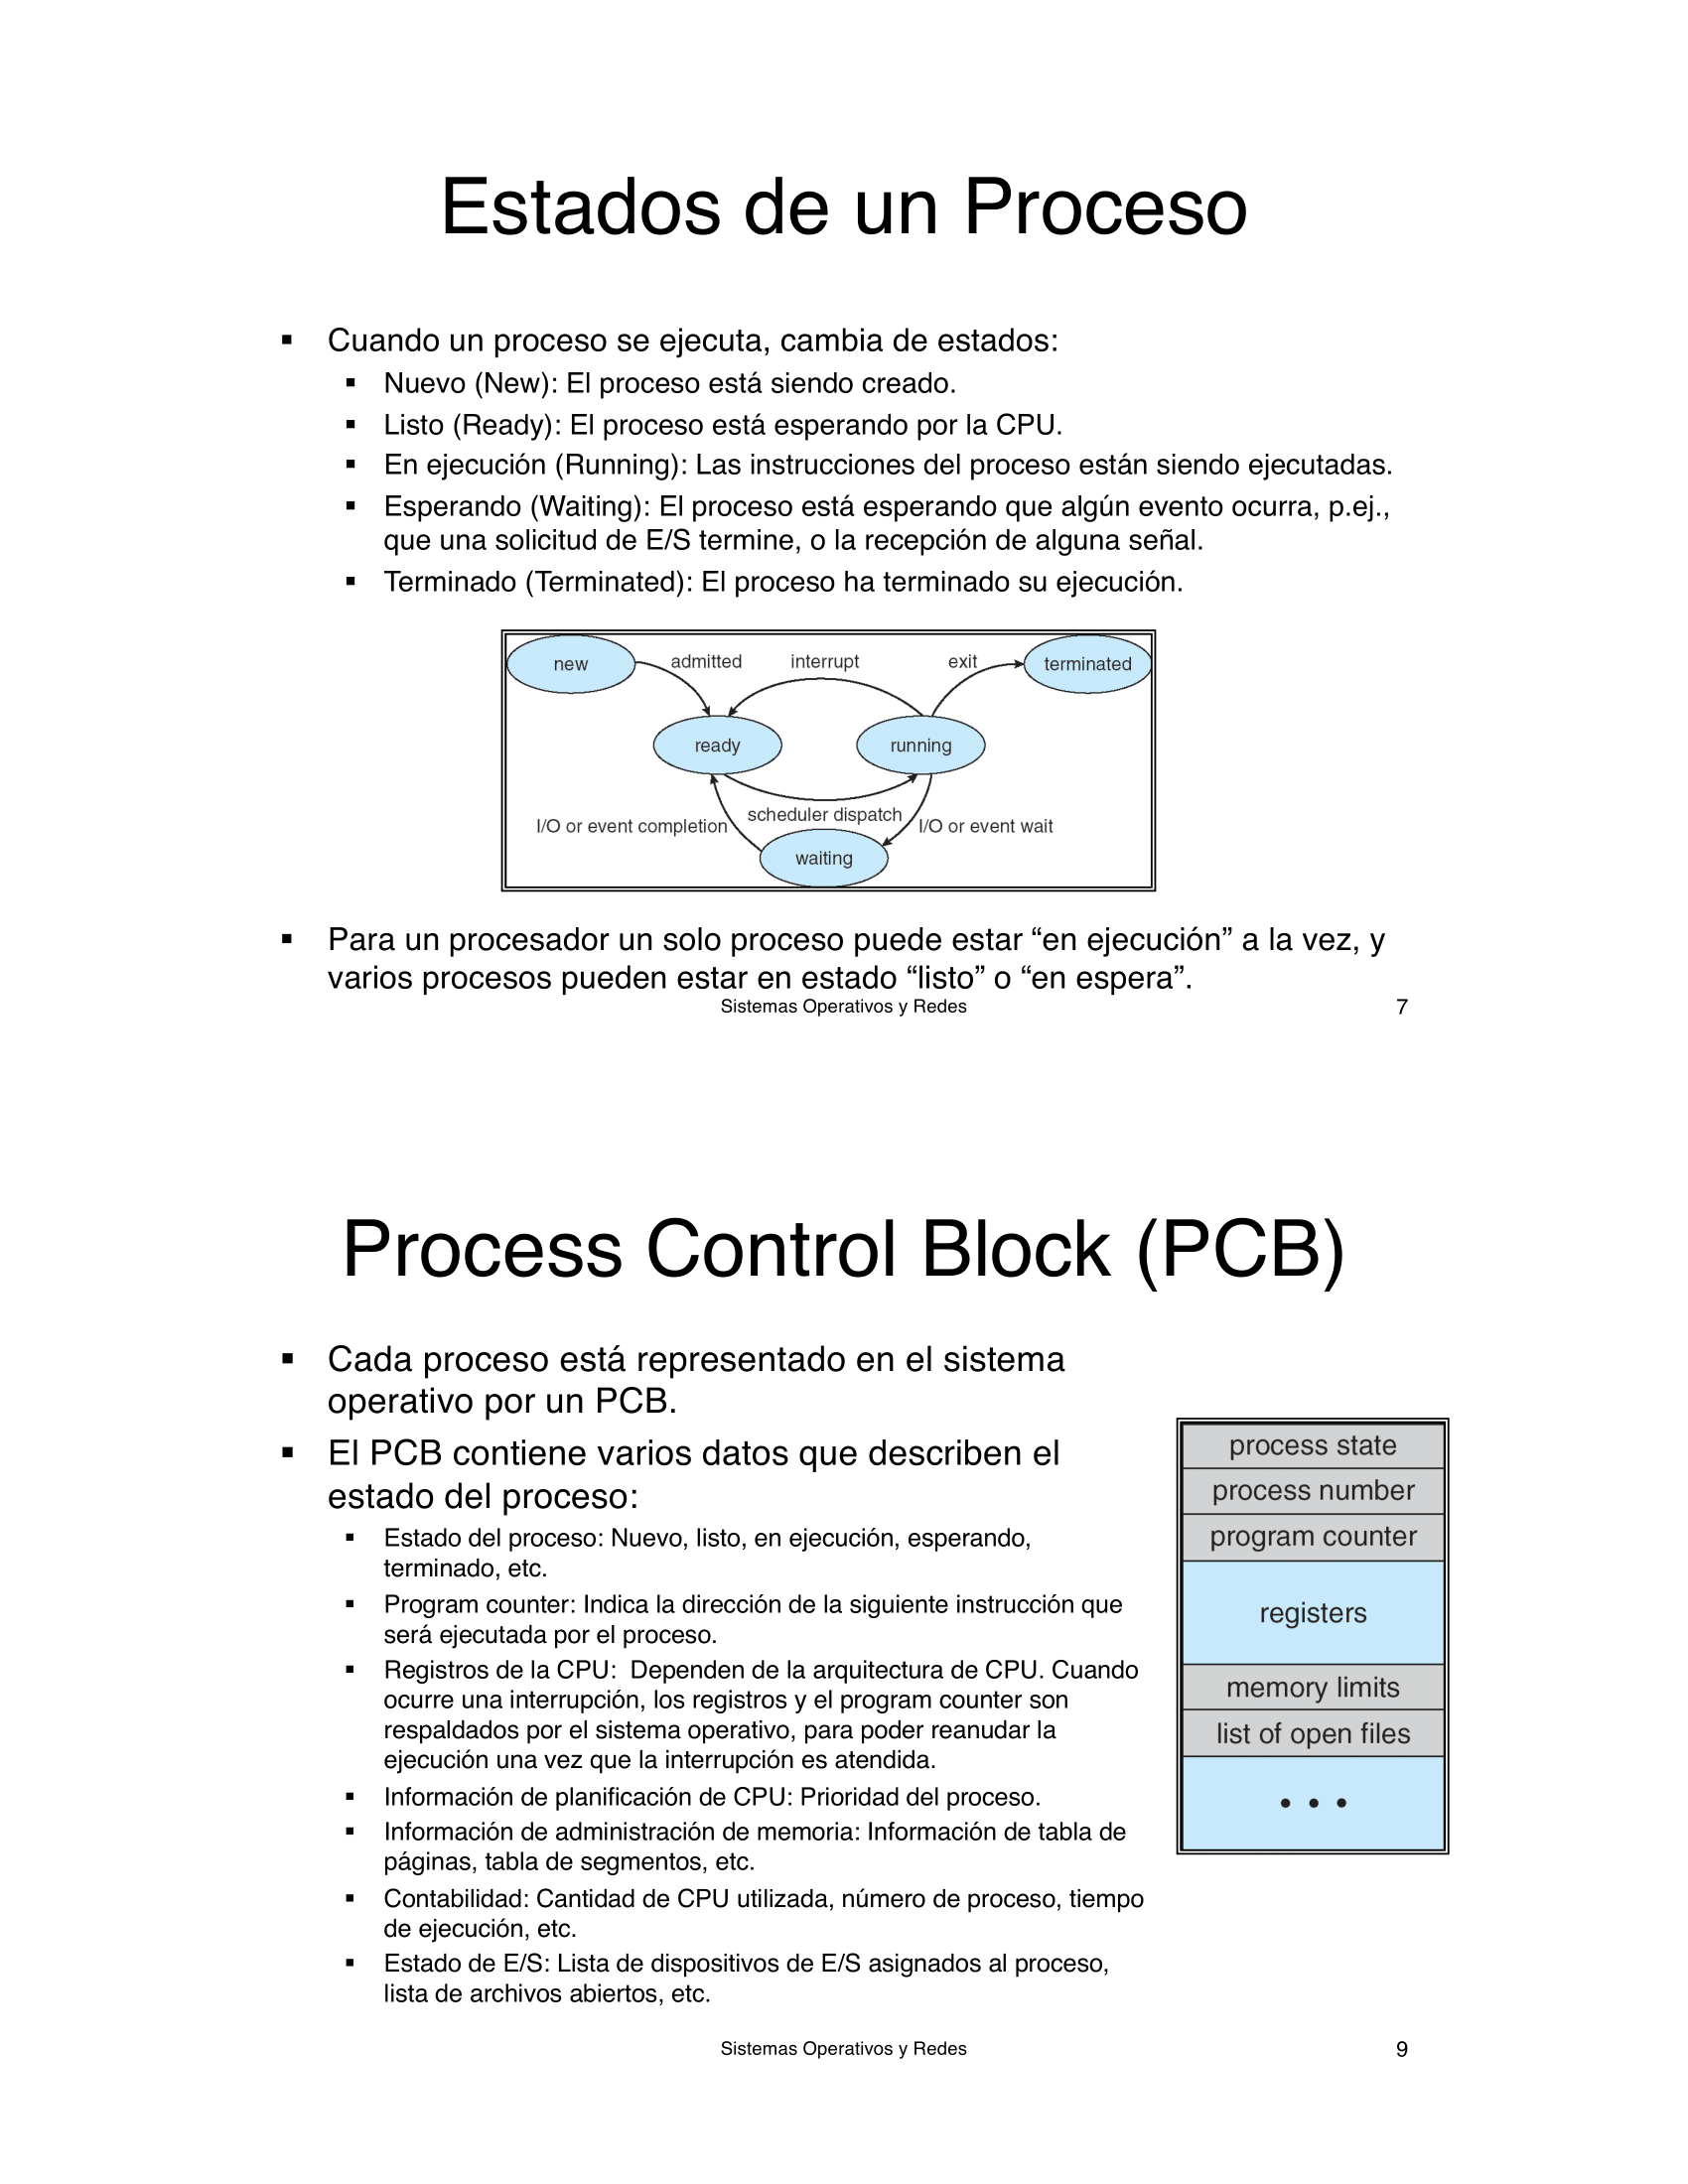 Estados de un Proceso
▪ Cuando un proceso se ejecuta, cambia de estados:
▪ Nuevo (New): El proceso está siendo creado.
▪ Listo (Ready): El proceso está esperando por la CPU.
▪ En ejecución (Running): Las instrucciones del proceso están siendo ejecutadas.
▪ Esperando (Waiting): El proceso está esperando que algún evento ocurra, p.ej.,
que una solicitud de E/S termine, o la recepción de alguna señal.
▪ Terminado (Terminated): El proceso ha terminado su ejecución.
new
admitted
interrupt
exit
terminated
ready
running
scheduler dispatch
I/O or event completion
I/O or event wait
waiting
▪ Para un procesador un solo proceso puede estar “en ejecución” a la vez, y
varios procesos pueden estar en estado “listo” o “en espera”.
Sistemas Operativos y Redes
7
Process Control Block (PCB)
▪ Cada proceso está representado en el sistema
operativo por un PCB.
▪ El PCB contiene varios datos que describen el
estado del proceso:
▪ Estado del proceso: Nuevo, listo, en ejecución, esperando,
terminado, etc.
▪ Program counter: Indica la dirección de la siguiente instrucción que
será ejecutada por el proceso.
▪ Registros de la CPU: Dependen de la arquitectura de CPU. Cuando
ocurre una interrupción, los registros y el program counter son
respaldados por el sistema operativo, para poder reanudar la
ejecución una vez que la interrupción es atendida.
▪ Información de planificación de CPU: Prioridad del proceso.
▪ Información de administración de memoria: Información de tabla de
páginas, tabla de segmentos, etc.
▪ Contabilidad: Cantidad de CPU utilizada, número de proceso, tiempo
de ejecución, etc.
▪ Estado de E/S: Lista de dispositivos de E/S asignados al proceso,
lista de archivos abiertos, etc.
process state
process number
program counter
registers
memory limits
list of open files
• • •
Sistemas Operativos y Redes
9